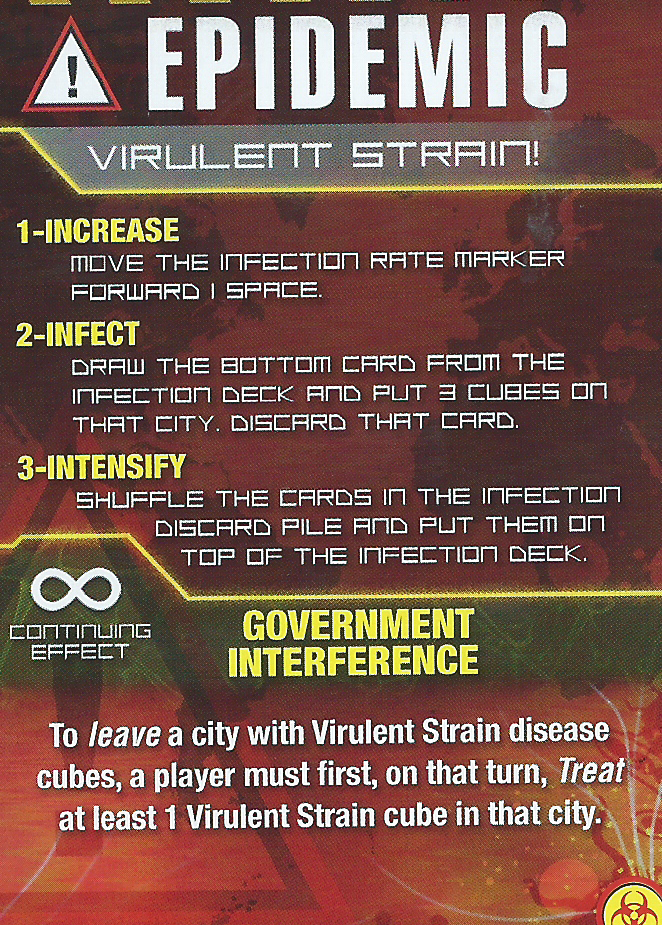 EPIDEMIC
VIRULENT STRAIN!
1-INCREASE
MOVE THE INFECTION RATE MARKER
FORWARD 1 SPACE.
2-INFECT
DRAW THE BOTTOM CARD FROM THE
INFECTION DECK AND PUT 3 CUBES ON
THAT CITY. DISCARD THAT CARD.
3-INTENSIFY
SHUFFLE THE CARDS IN THE INFECTION
DISCARD PILE AND PUT THEM ON
TOP OF THE INFECTION DECK.
CONTINUING
EFFECT
GOVERNMENT
INTERFERENCE
To leave a city with Virulent Strain disease
cubes, a player must first, on that turn, Treat
at least 1 Virulent Strain cube in that city.